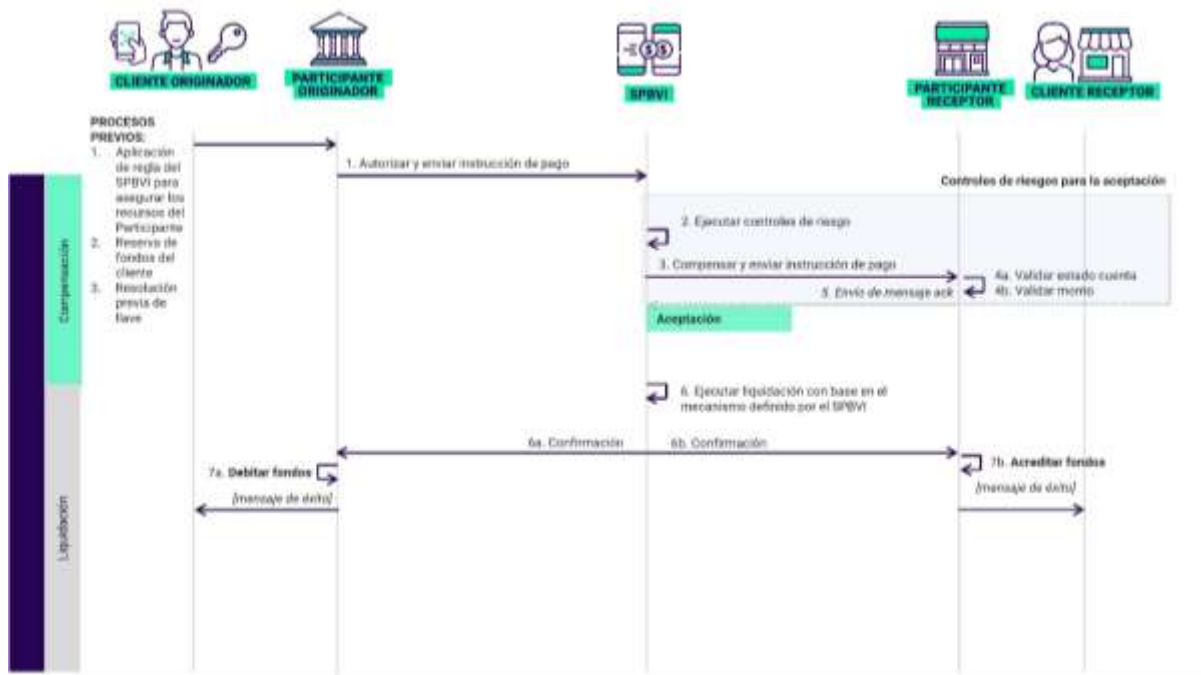 CLIENTE ORIGINADOR
PARTICIPANTE
ORIGINADOR
SPBVI
PARTICIPANTE
RECEPTOR
CLIENTE RECEPTOR
PROCESOS
PREVIOS:
1. Aplicación
de regla del
SPBVI para
asegurar los
recursos del
Participante
2. Reserva de
fondos del
cliente
3. Resolución
previa de
llave
1. Autorizar y enviar instrucción de pago
Controles de riesgos para la aceptación
2. Ejecutar controles de riesgo
3. Compensar y enviar instrucción de pago
4a. Validar estado cuenta
4b. Validar monto
5. Envío de mensaje ack
Aceptación
Compensación
6. Ejecutar liquidación con base en el
mecanismo definido por el SPBVI
6a. Confirmación
6b. Confirmación
7a. Debitar fondos
[mensaje de éxito]
7b. Acreditar fondos
[mensaje de éxito]
Liquidación